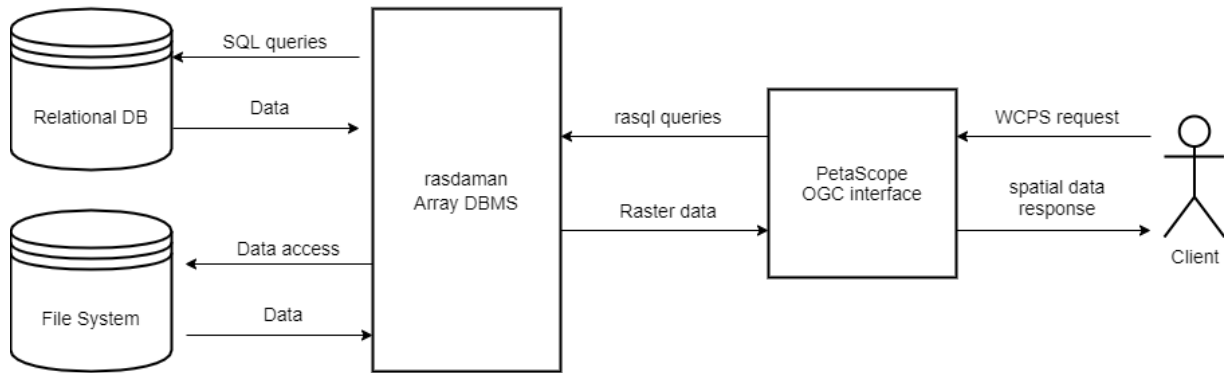 SQL queries
Relational DB
Data
Data access
File System
Data
rasdaman
Array DBMS
rasql queries
Raster data
PetaScope
OGC interface
WCPS request
spatial data
response
Client